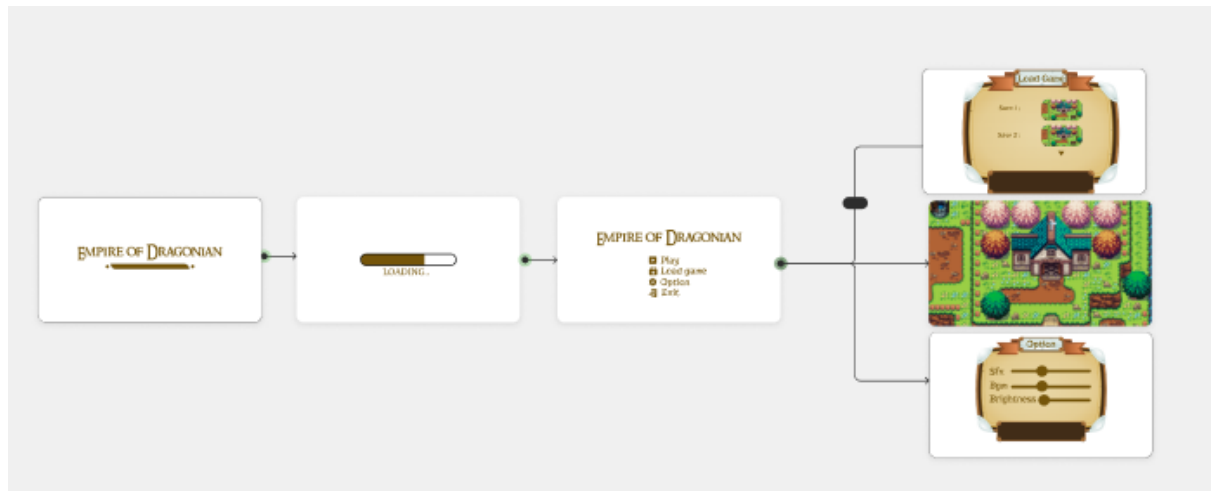 EMPIRE OF DRAGONIAN
LOADING...
EMPIRE OF DRAGONIAN
Play
Load game
Option
Exit
Load Game
Save 1 :
Save 2 :
Option
Sfx
Bgm
Brightness